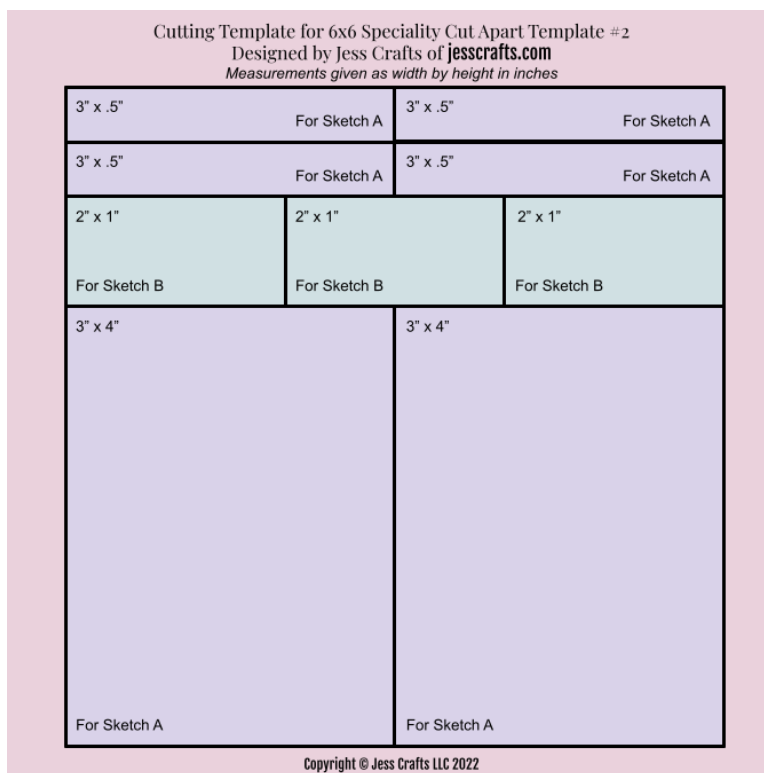 Cutting Template for 6x6 Speciality Cut Apart Template #2
Designed by Jess Crafts of jesscrafts.com
Measurements given as width by height in inches
3” x .5”
For Sketch A
3” x .5”
For Sketch A
3” x .5”
For Sketch A
3” x .5”
For Sketch A
2” x 1”
For Sketch B
2” x 1”
For Sketch B
2” x 1”
For Sketch B
3” x 4”
For Sketch A
3” x 4”
For Sketch A
Copyright © Jess Crafts LLC 2022